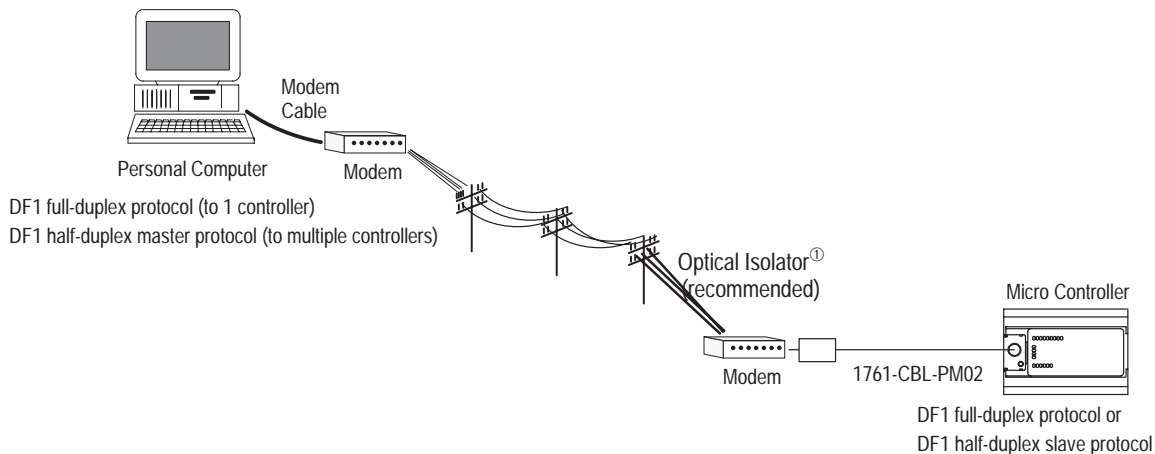 Modem
Cable
Personal Computer
Modem
DF1 full-duplex protocol (to 1 controller)
DF1 half-duplex master protocol (to multiple controllers)
Optical Isolator①
(recommended)
Micro Controller
Modem
1761-CBL-PM02
DF1 full-duplex protocol or
DF1 half-duplex slave protocol